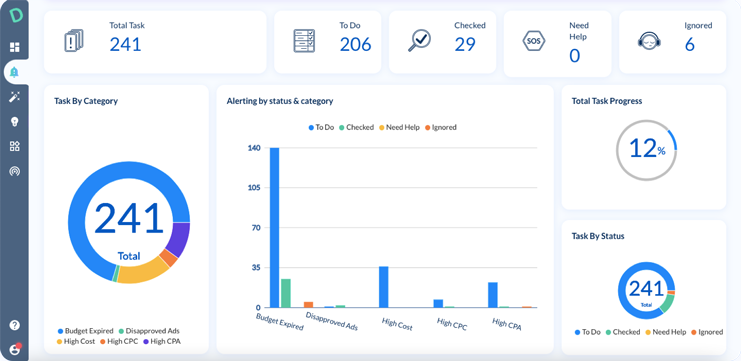 Total Task
241
To Do
206
Checked
29
SOS
Need
Help
0
Ignored
6
Task By Category
241
Total
Budget Expired Disapproved Ads
High Cost High CPC High CPA
Alerting by status & category
To Do Checked Need Help Ignored
140
105
70
35
0
Budget Expired Disapproved Ads High Cost High CPC High CPA
Total Task Progress
12%
Task By Status
241
Total
To Do Checked Need Help Ignored